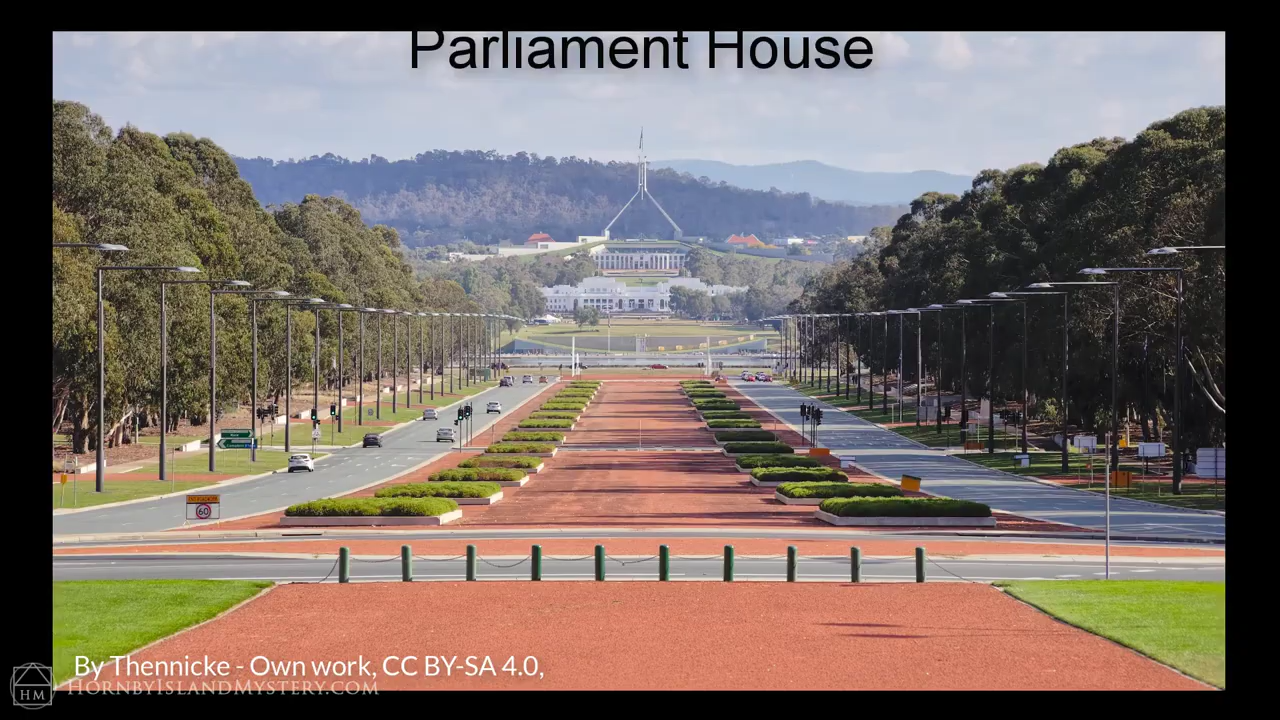 Parliament House
60
By Thennicke - Own work, CC BY-SA 4.0,
HM
HORNBYISLANDMYSTERY.COM